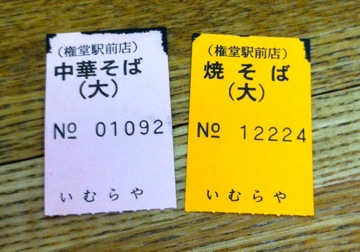 （権堂駅前店）
中華そば
（大）
№ 01092
いむらや
（権堂駅前店）
焼そば
（大）
№ 12224
いむらや